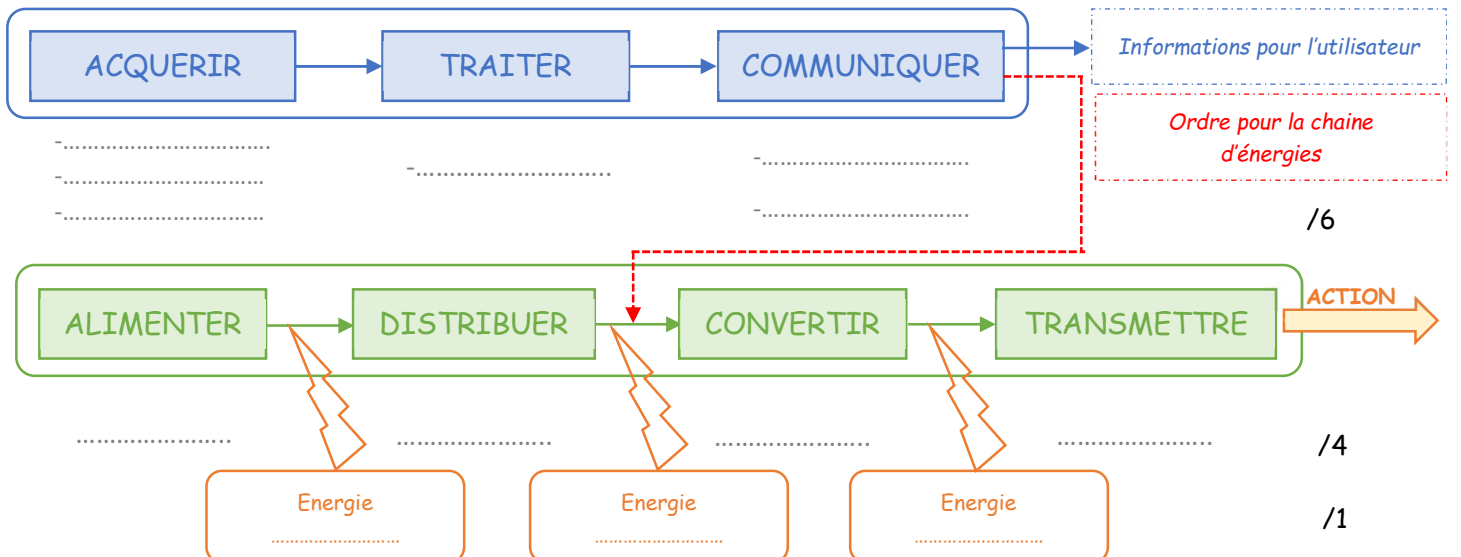 ACQUERIR
TRAITER
COMMUNIQUER
Informations pour l'utilisateur
Ordre pour la chaine
d'énergies
-…………………………….
-……………………………
-……………………………
-…………………………..
-…………………………….
-…………………………….
/6
ALIMENTER
DISTRIBUER
CONVERTIR
TRANSMETTRE
ACTION
…………………..
…………………..
…………………..
…………………..
/4
Energie
Energie
Energie
………………………
………………………
………………………
/1